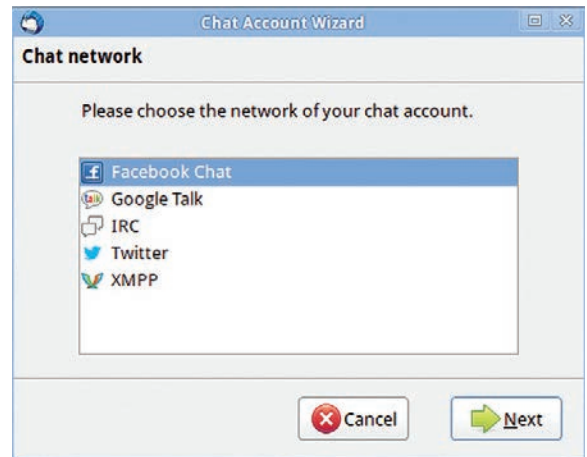 Chat Account Wizard
Chat network
Please choose the network of your chat account.
Facebook Chat
Google Talk
IRC
Twitter
XMPP
Cancel
Next